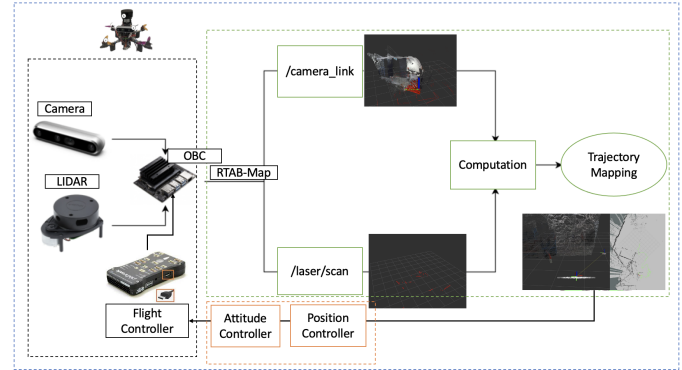 Camera
LIDAR
OBC
RTAB-Map
/camera_link
/laser/scan
Computation
Trajectory
Mapping
Flight
Controller
Attitude
Controller
Position
Controller